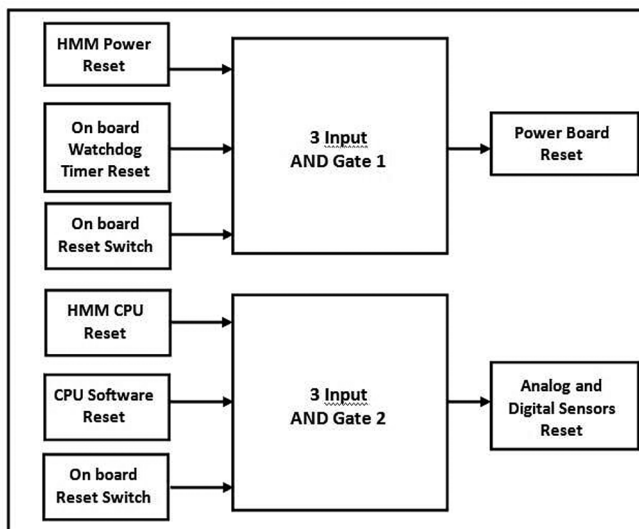 HMM Power
Reset
On board
Watchdog
Timer Reset
On board
Reset Switch
3 Input
AND Gate 1
Power Board
Reset
HMM CPU
Reset
CPU Software
Reset
On board
Reset Switch
3 Input
AND Gate 2
Analog and
Digital Sensors
Reset